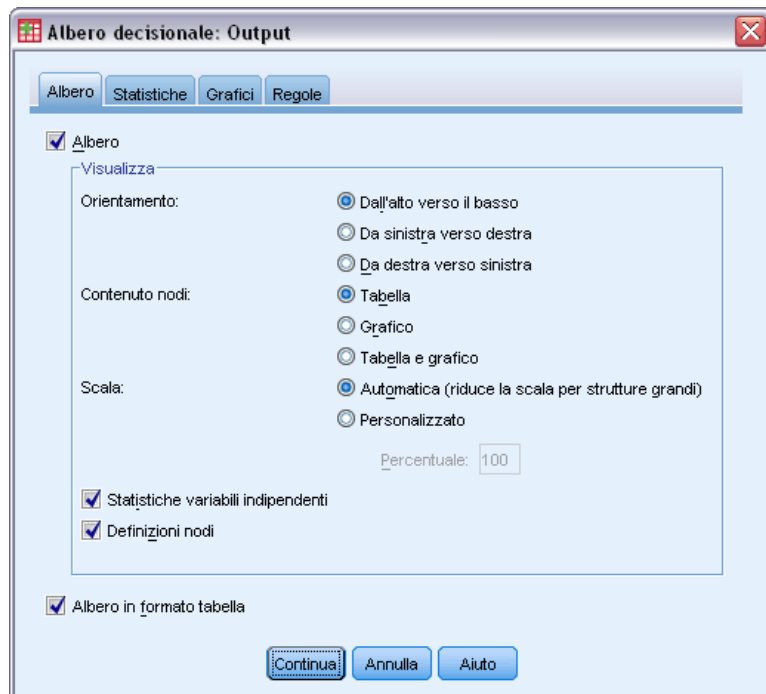 Albero decisionale: Output
Albero Statistiche Grafici Regole
Albero
Visualizza
Orientamento:
Dall'alto verso il basso
Da sinistra verso destra
Da destra verso sinistra
Contenuto nodi:
Tabella
Grafico
Tabella e grafico
Scala:
Automatica (riduce la scala per strutture grandi)
Personalizzato
Percentuale: 100
Statistiche variabili indipendenti
Definizioni nodi
Albero in formato tabella
Continua Annulla Aiuto